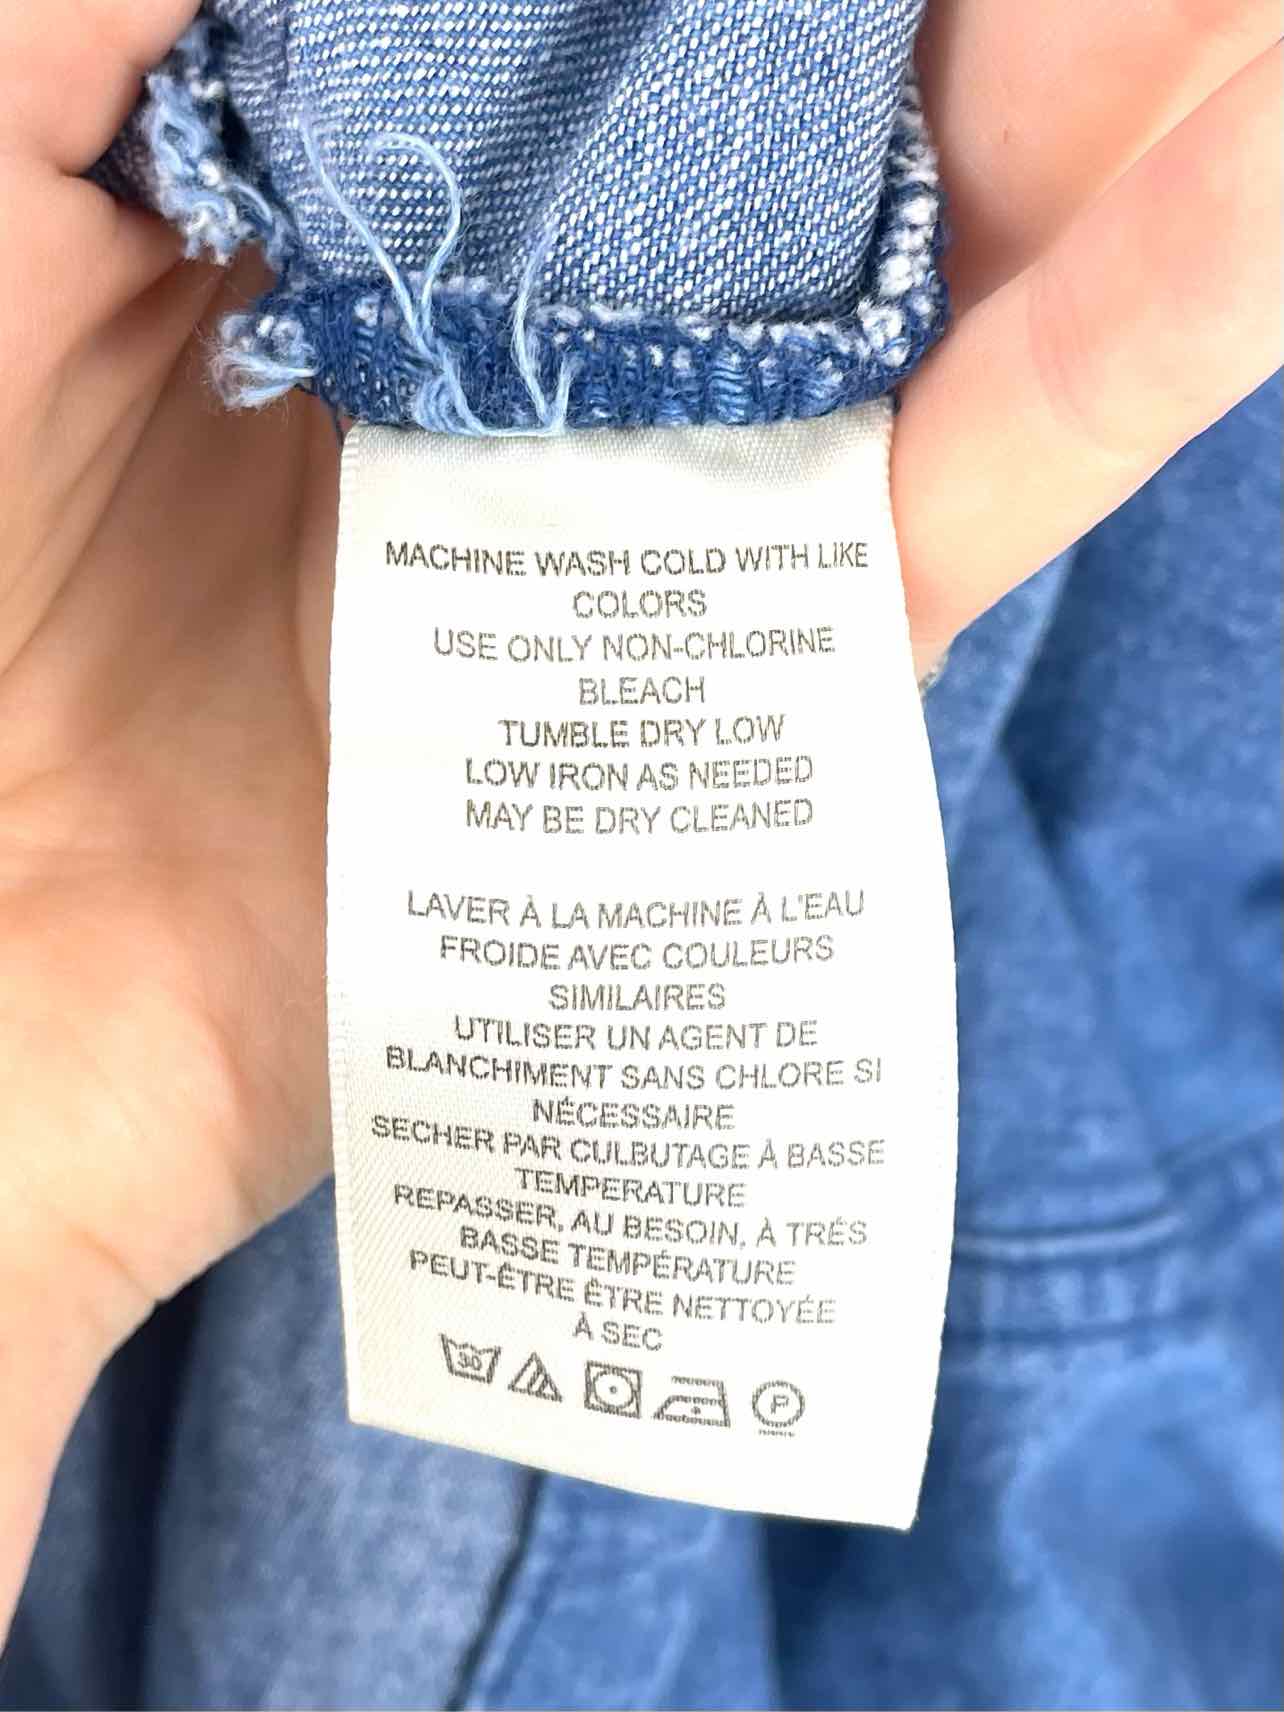 MACHINE WASH COLD WITH LIKE
COLORS
USE ONLY NON-CHLORINE
BLEACH
TUMBLE DRY LOW
LOW IRON AS NEEDED
MAY BE DRY CLEANED
LAVER À LA MACHINE À L'EAU
FROIDE AVEC COULEURS
SIMILAIRES
UTILISER UN AGENT DE
BLANCHIMENT SANS CHLORE SI
NÉCESSAIRE
SECHER PAR CULBUTAGE À BASSE
TEMPERATURE
REPASSER, AU BESOIN, À TRÉS
BASSE TEMPÉRATURE
PEUT-ÊTRE ÊTRE NETTOYÉE
À SEC
30 P